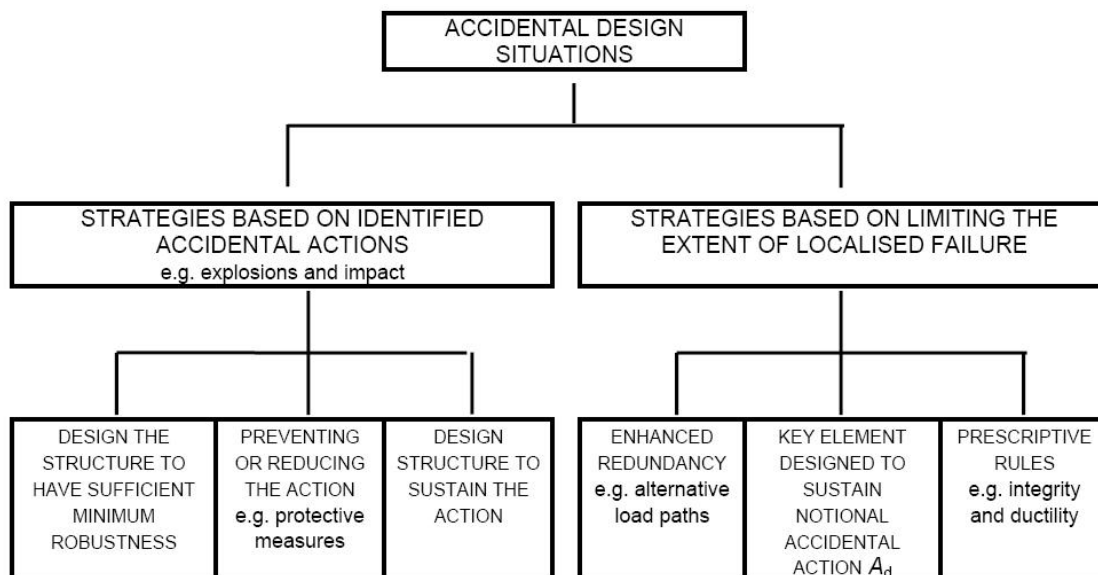 ACCIDENTAL DESIGN
SITUATIONS
STRATEGIES BASED ON IDENTIFIED
ACCIDENTAL ACTIONS
e.g. explosions and impact
STRATEGIES BASED ON LIMITING THE
EXTENT OF LOCALISED FAILURE
DESIGN THE
STRUCTURE TO
HAVE SUFFICIENT
MINIMUM
ROBUSTNESS
PREVENTING
OR REDUCING
THE ACTION
e.g. protective
measures
DESIGN
STRUCTURE TO
SUSTAIN THE
ACTION
ENHANCED
REDUNDANCY
e.g. alternative
load paths
KEY ELEMENT
DESIGNED TO
SUSTAIN
NOTIONAL
ACCIDENTAL
ACTION Ad
PRESCRIPTIVE
RULES
e.g. integrity
and ductility